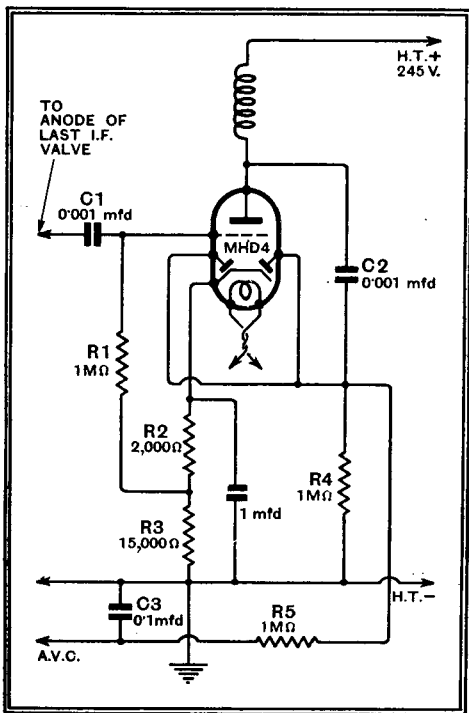 H.T.+
245 V.
TO
ANODE OF
LAST I.F.
VALVE
C1
0·001 mfd
MHD4
C2
0·001 mfd
R1
1MΩ
R2
2,000Ω
R4
1MΩ
R3
15,000Ω
1 mfd
H.T.-
C3
0·1mfd
R5
1MΩ
A.V.C.